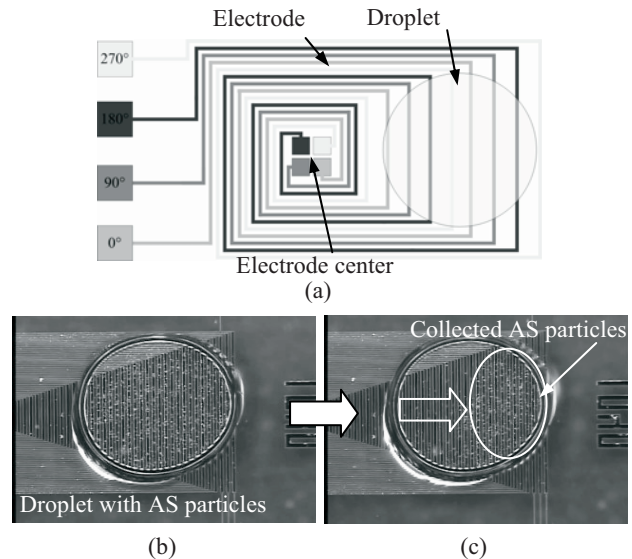 Electrode
Droplet
270°
180°
90°
0°
Electrode center
(a)
Collected AS particles
Droplet with AS particles
(b)
(c)